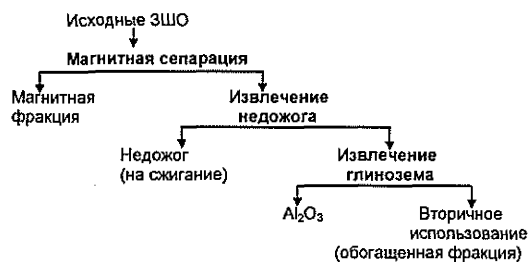 Исходные ЗШО
Магнитная сепарация
Магнитная
фракция
Извлечение
недожога
Недожог
(на сжигание)
Извлечение
глинозема
Al₂O₃
Вторичное
использование
(обогащенная фракция)